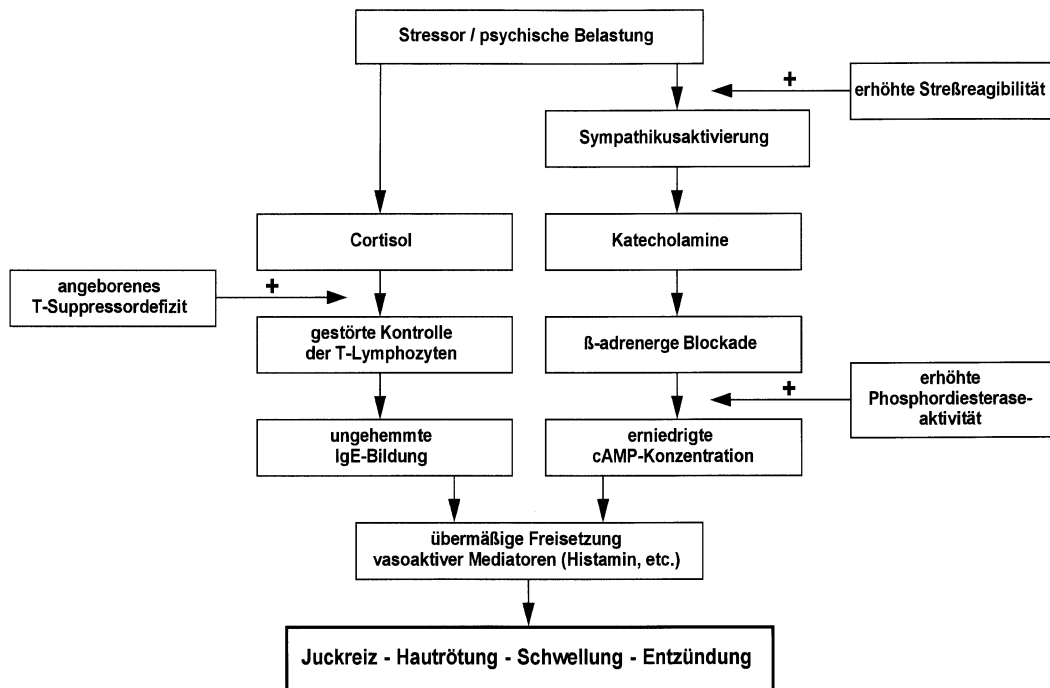 Stressor / psychische Belastung
+
erhöhte Streßreagibilität
Sympathikusaktivierung
Cortisol
Katecholamine
angeborenes
T-Suppressordefizit
+
gestörte Kontrolle
der T-Lymphozyten
ß-adrenerge Blockade
+
erhöhte
Phosphordiesterase-
aktivität
ungehemmte
IgE-Bildung
erniedrigte
cAMP-Konzentration
übermäßige Freisetzung
vasoaktiver Mediatoren (Histamin, etc.)
Juckreiz - Hautrötung - Schwellung - Entzündung